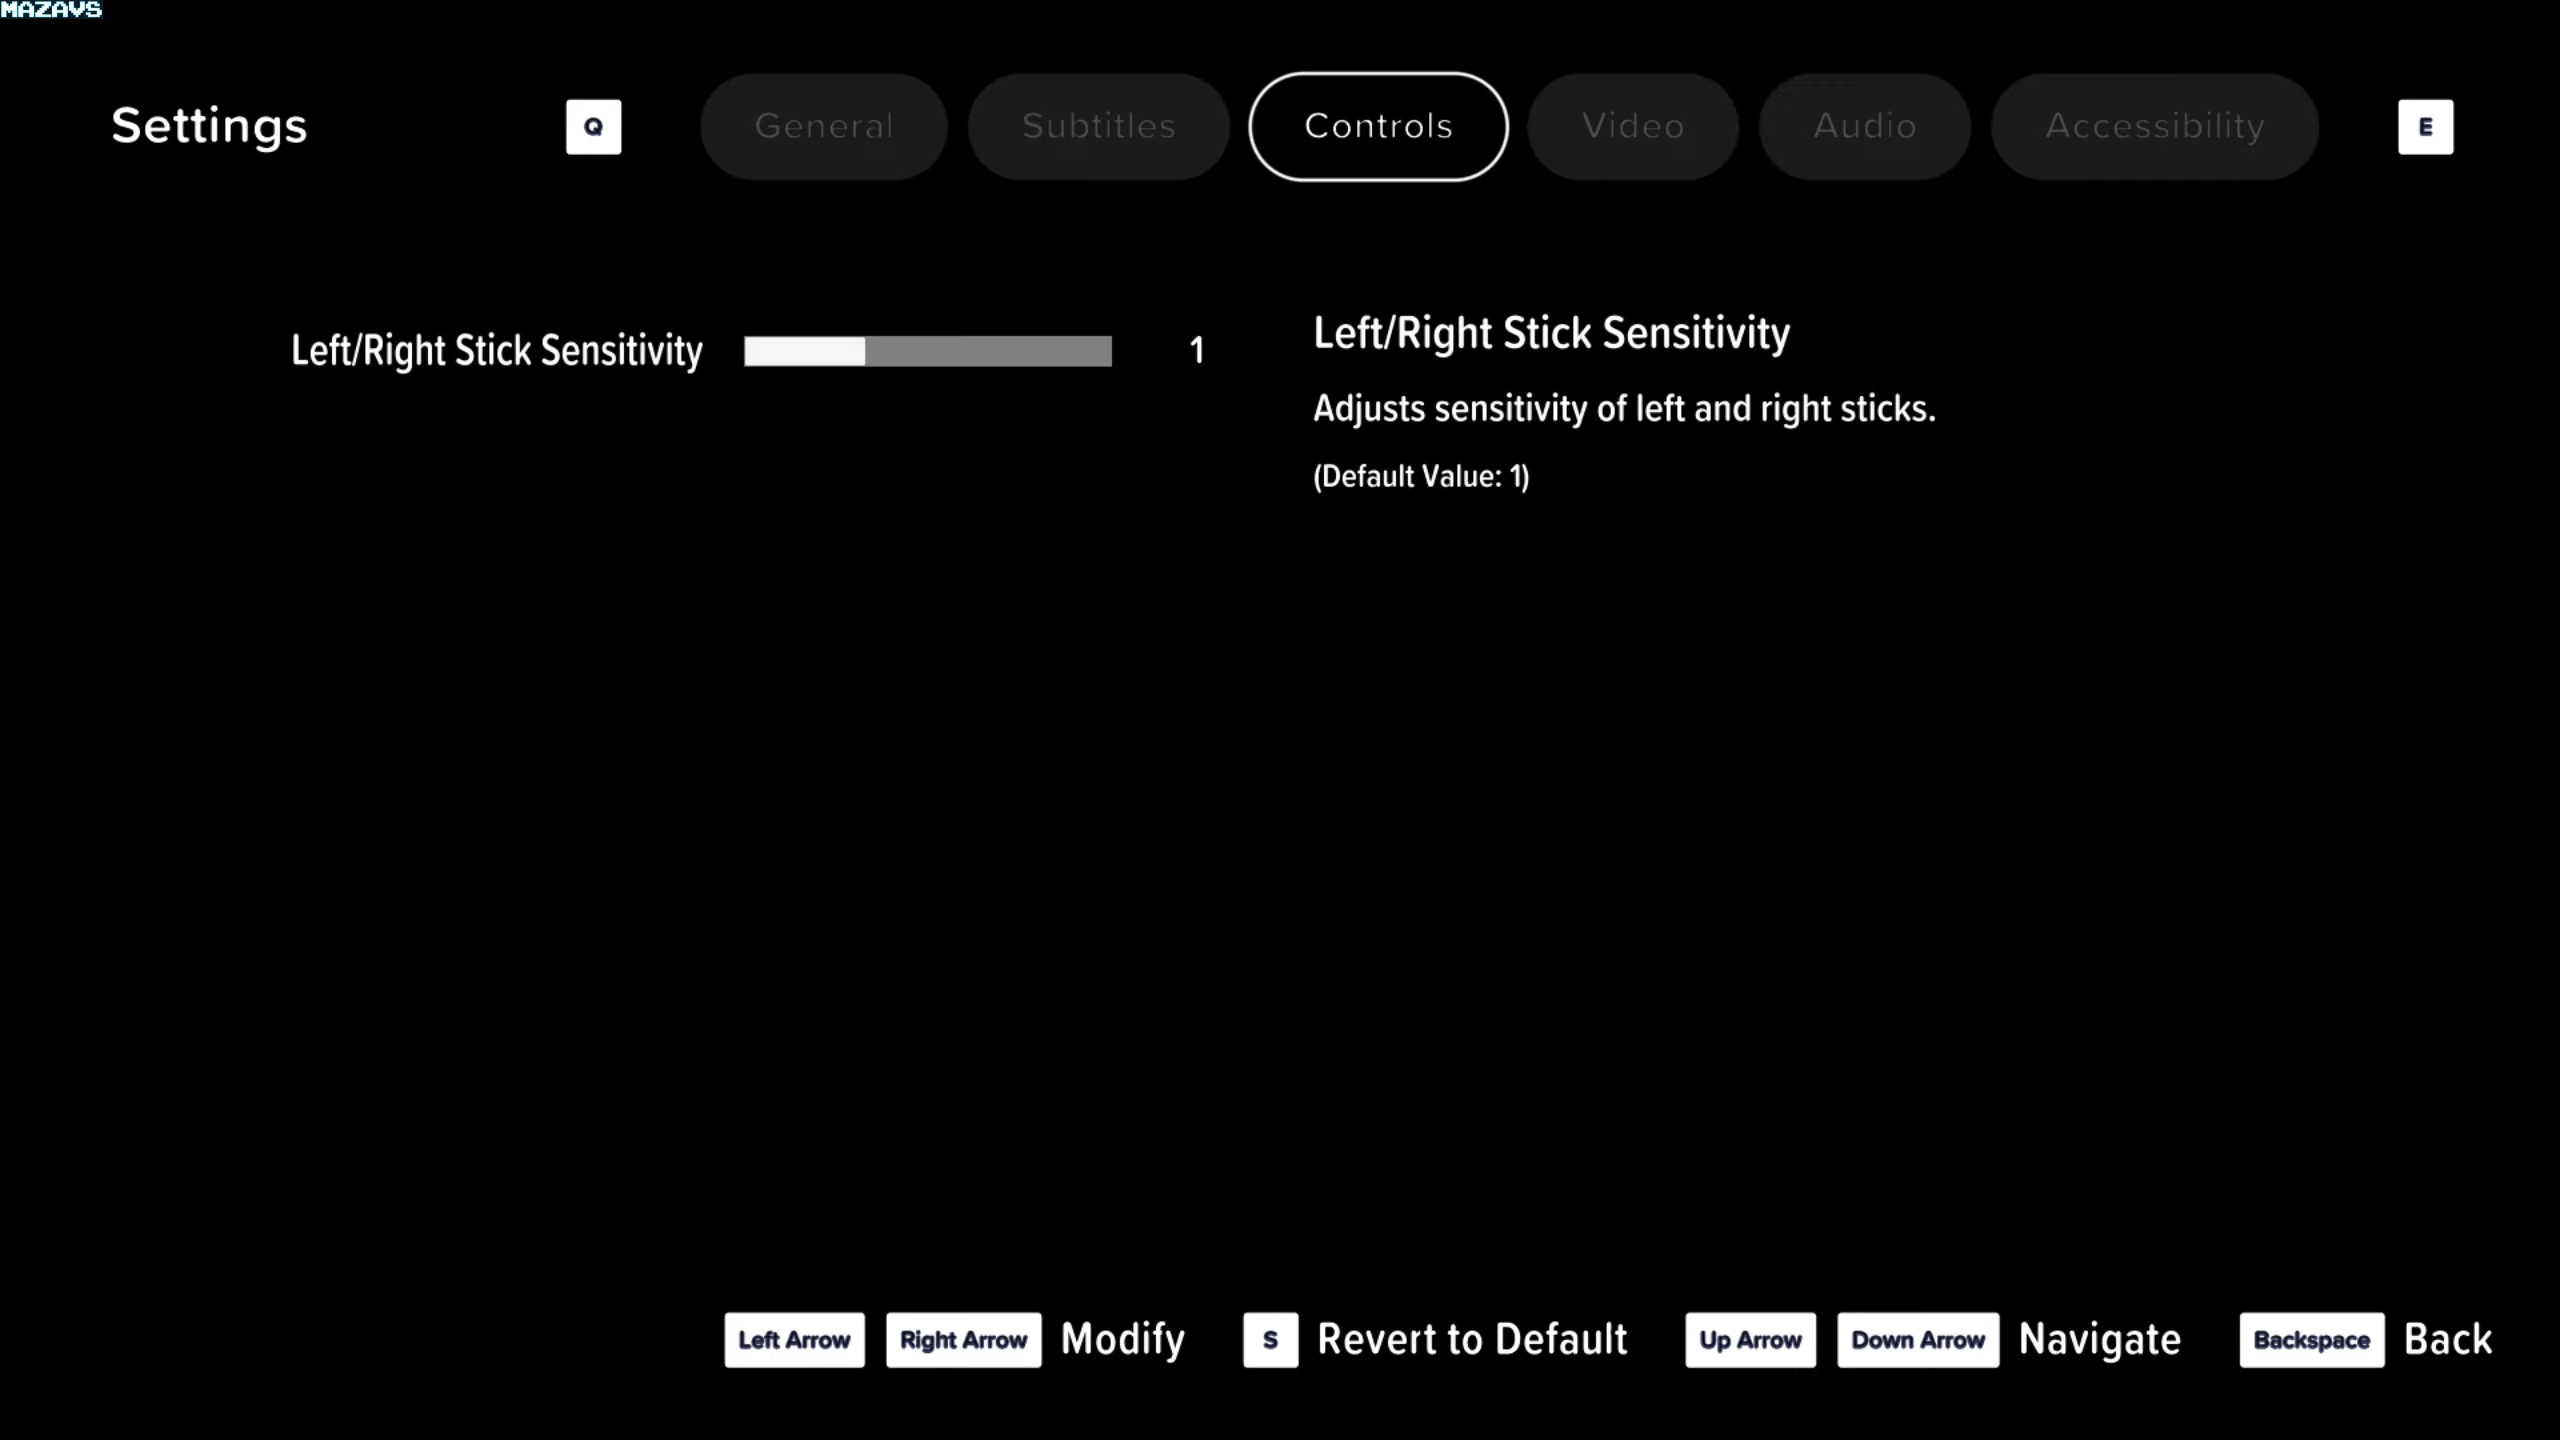 MAZAVS
Settings
Q
General
Subtitles
Controls
Video
Audio
Accessibility
E
Left/Right Stick Sensitivity
1
Left/Right Stick Sensitivity
Adjusts sensitivity of left and right sticks.
(Default Value: 1)
Left Arrow Right Arrow Modify
S Revert to Default
Up Arrow Down Arrow Navigate
Backspace Back